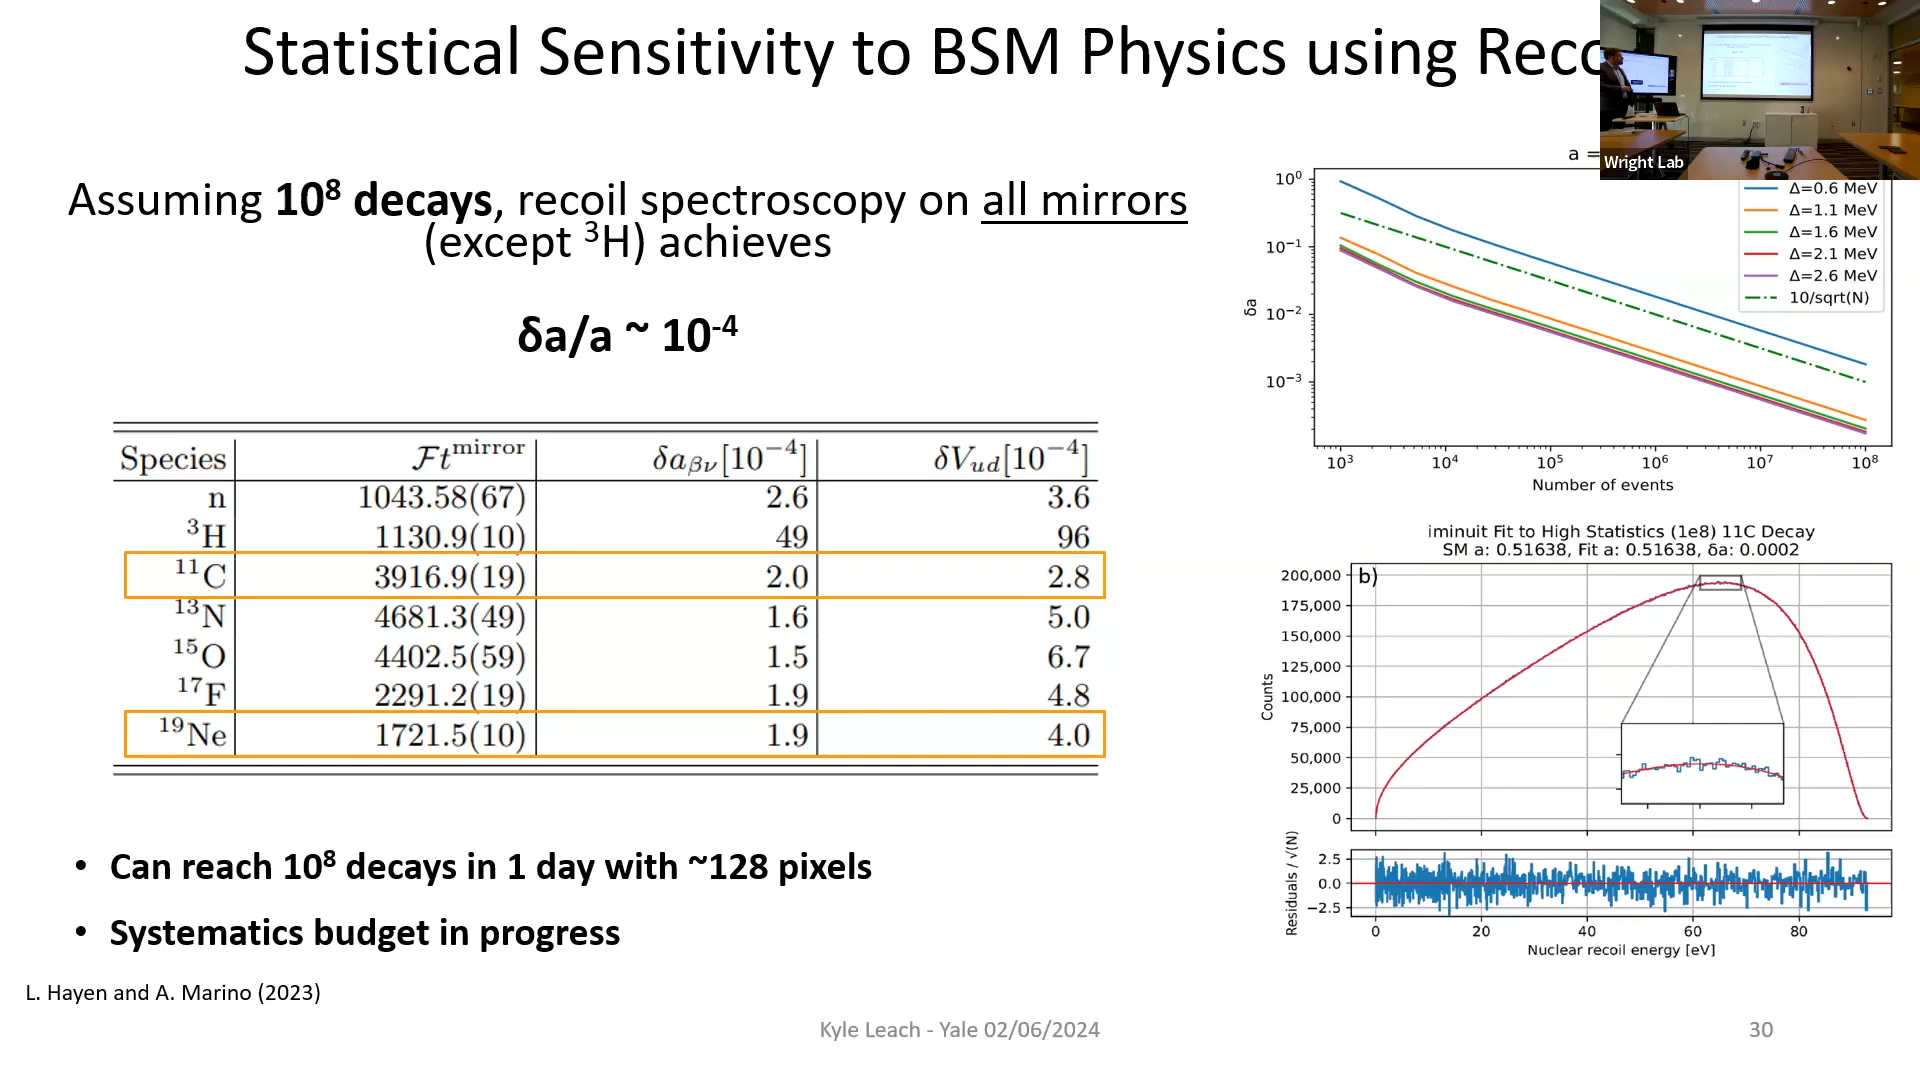 Statistical Sensitivity to BSM Physics using Reco
Wright Lab
Assuming 10⁸ decays, recoil spectroscopy on all mirrors
(except ³H) achieves
δa/a ~ 10⁻⁴
Species Ft^mirror δa_βν[10⁻⁴] δV_ud[10⁻⁴]
n 1043.58(67) 2.6 3.6
³H 1130.9(10) 49 96
¹¹C 3916.9(19) 2.0 2.8
¹³N 4681.3(49) 1.6 5.0
¹⁵O 4402.5(59) 1.5 6.7
¹⁷F 2291.2(19) 1.9 4.8
¹⁹Ne 1721.5(10) 1.9 4.0
• Can reach 10⁸ decays in 1 day with ~128 pixels
• Systematics budget in progress
L. Hayen and A. Marino (2023)
a =
δa
10⁰
10⁻¹
10⁻²
10⁻³
Δ=0.6 MeV
Δ=1.1 MeV
Δ=1.6 MeV
Δ=2.1 MeV
Δ=2.6 MeV
10/sqrt(N)
10³ 10⁴ 10⁵ 10⁶ 10⁷ 10⁸
Number of events
iminuit Fit to High Statistics (1e8) 11C Decay
SM a: 0.51638, Fit a: 0.51638, δa: 0.0002
b)
Counts
200,000
175,000
150,000
125,000
100,000
75,000
50,000
25,000
0
Residuals / √(N)
2.5
0.0
−2.5
0 20 40 60 80
Nuclear recoil energy [eV]
Kyle Leach - Yale 02/06/2024
30